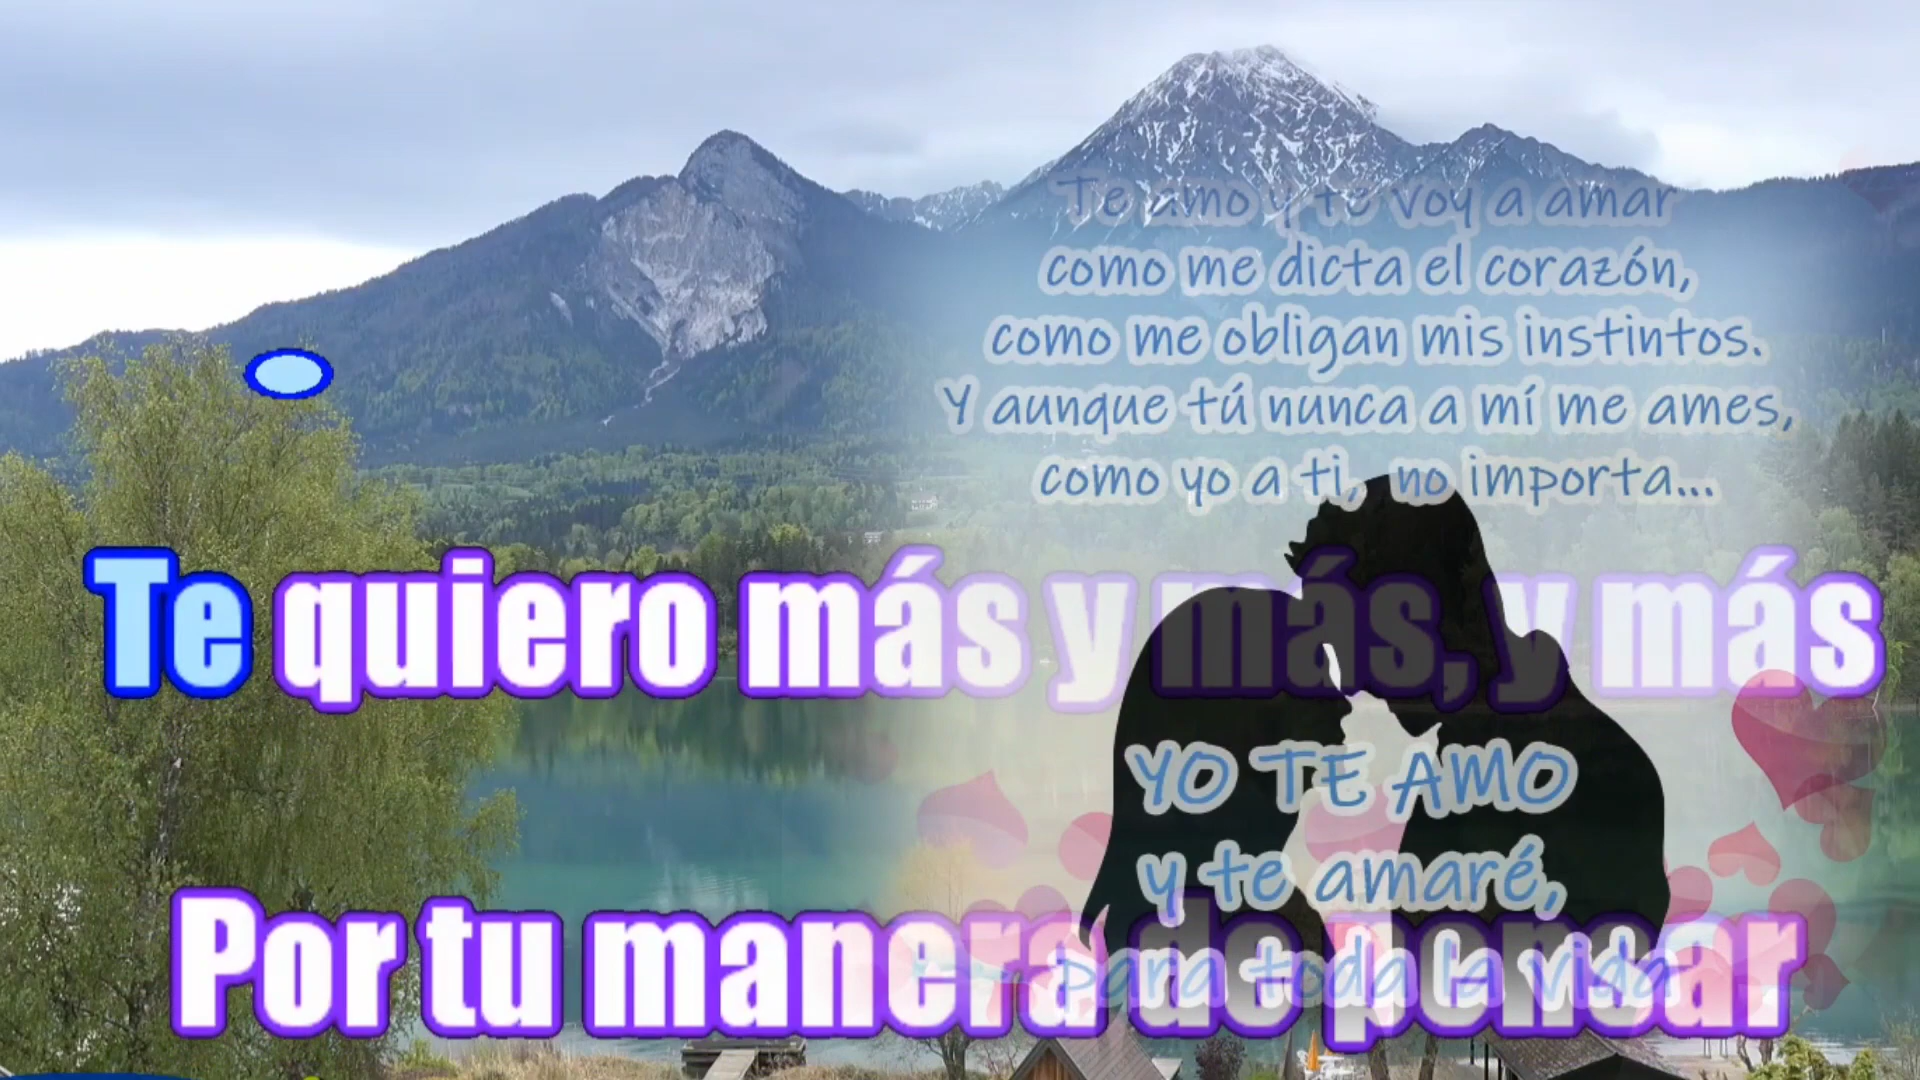 Te amo y te voy a amar
como me dicta el corazón,
como me obligan mis instintos.
Y aunque tú nunca a mí me ames,
como yo a ti, no importa...
Te quiero más y más, y más
YO TE AMO
y te amaré,
Por tu manera de pensar
para toda la vida